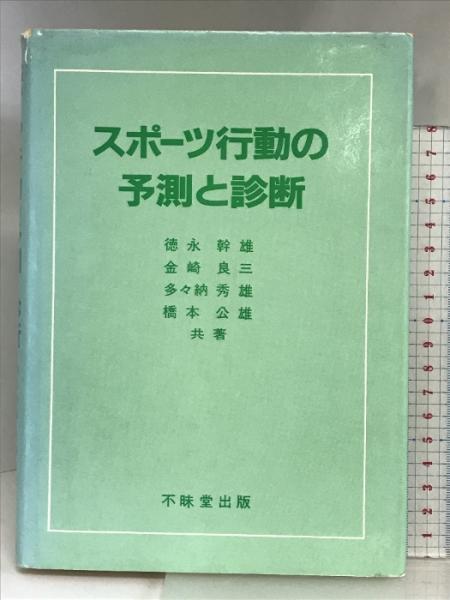 スポーツ行動の
予測と診断
徳永幹雄
金崎良三
多々納秀雄
橋本公雄
共著
不昧堂出版